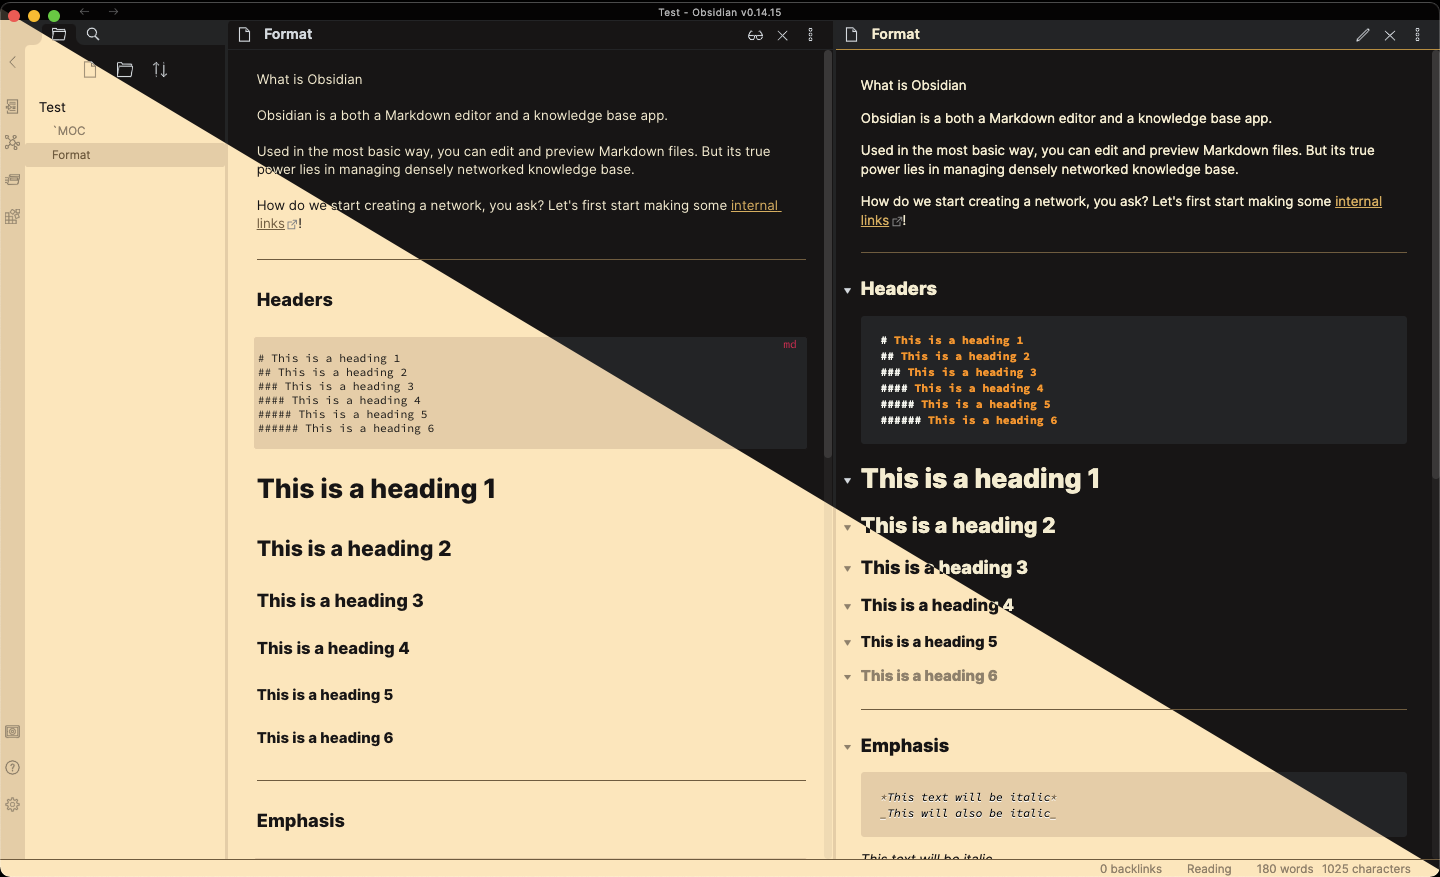 Test - Obsidian v0.14.15
Test
`MOC
Format
Format
What is Obsidian
Obsidian is a both a Markdown editor and a knowledge base app.
Used in the most basic way, you can edit and preview Markdown files. But its true
power lies in managing densely networked knowledge base.
How do we start creating a network, you ask? Let's first start making some internal
links!
Headers
md
# This is a heading 1
## This is a heading 2
### This is a heading 3
#### This is a heading 4
##### This is a heading 5
###### This is a heading 6
This is a heading 1
This is a heading 2
This is a heading 3
This is a heading 4
This is a heading 5
This is a heading 6
Emphasis
Format
What is Obsidian
Obsidian is a both a Markdown editor and a knowledge base app.
Used in the most basic way, you can edit and preview Markdown files. But its true
power lies in managing densely networked knowledge base.
How do we start creating a network, you ask? Let's first start making some internal
links!
Headers
# This is a heading 1
## This is a heading 2
### This is a heading 3
#### This is a heading 4
##### This is a heading 5
###### This is a heading 6
This is a heading 1
This is a heading 2
This is a heading 3
This is a heading 4
This is a heading 5
This is a heading 6
Emphasis
*This text will be italic*
_This will also be italic_
This text will be italic
0 backlinks Reading 180 words 1025 characters